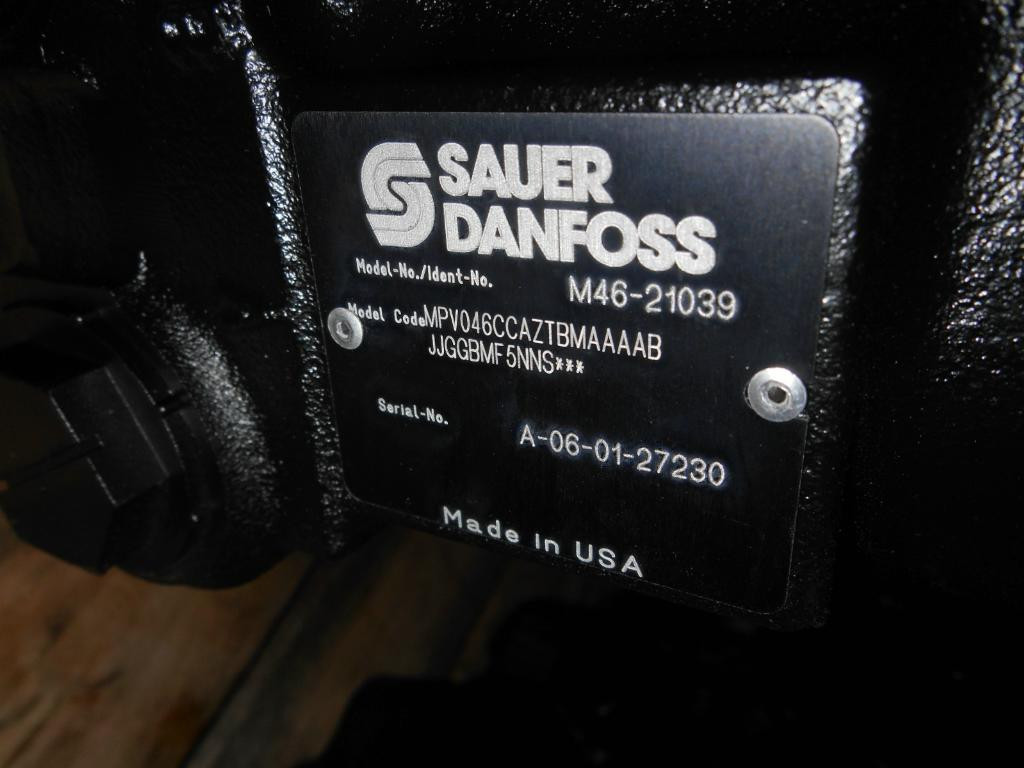 SAUER
DANFOSS
Model-No./Ident-No.
M46-21039
Model Code MPV046CCAZTBMAAAAB
JJGGBMF5NNS***
Serial-No.
A-06-01-27230
Made in USA